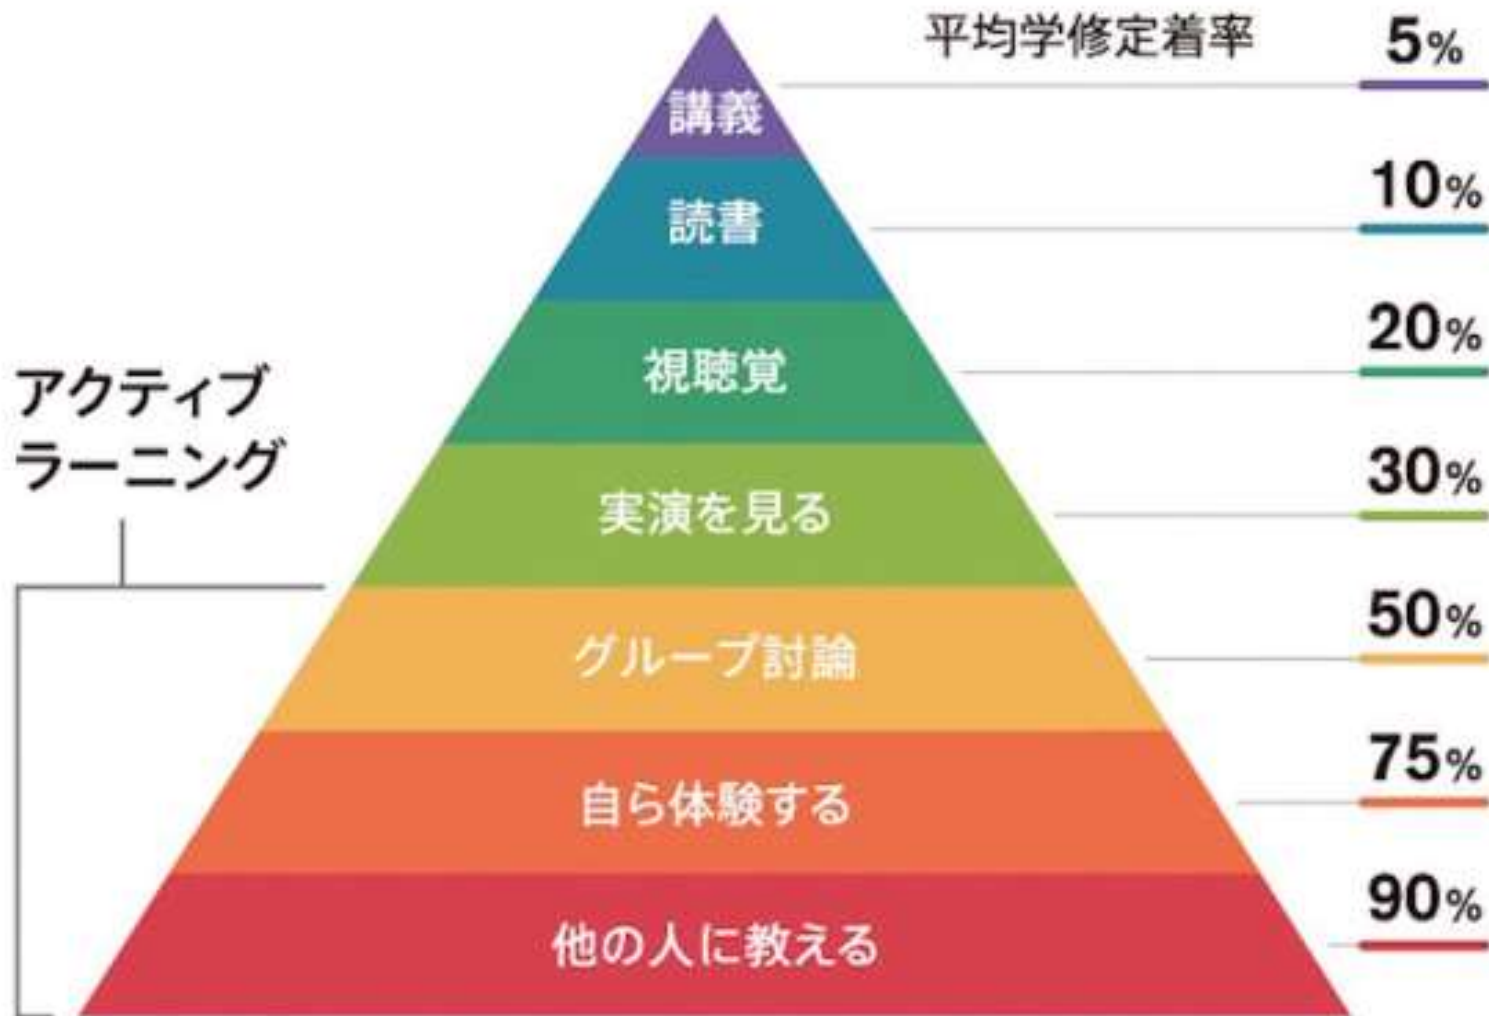 平均学修定着率 5%
講義
10%
読書
20%
視聴覚
アクティブ
ラーニング
30%
実演を見る
50%
グループ討論
75%
自ら体験する
90%
他の人に教える